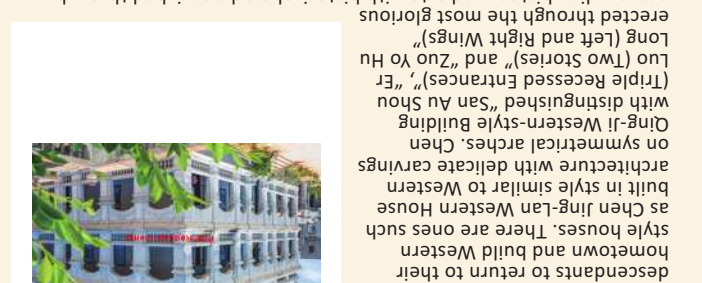 descendants to return to their
hometown and build Western
style houses. There are ones such
as Chen Jing-Lan Western House
built in style similar to Western
architecture with delicate carvings
on symmetrical arches. Chen
Qing-Ji Western-style Building
with distinguished "San Au Shou
(Triple Recessed Entrances)", "Er
Luo (Two Stories)" and "Zuo Yo Hu
Long (Left and Right Wings)"
erected through the most glorious